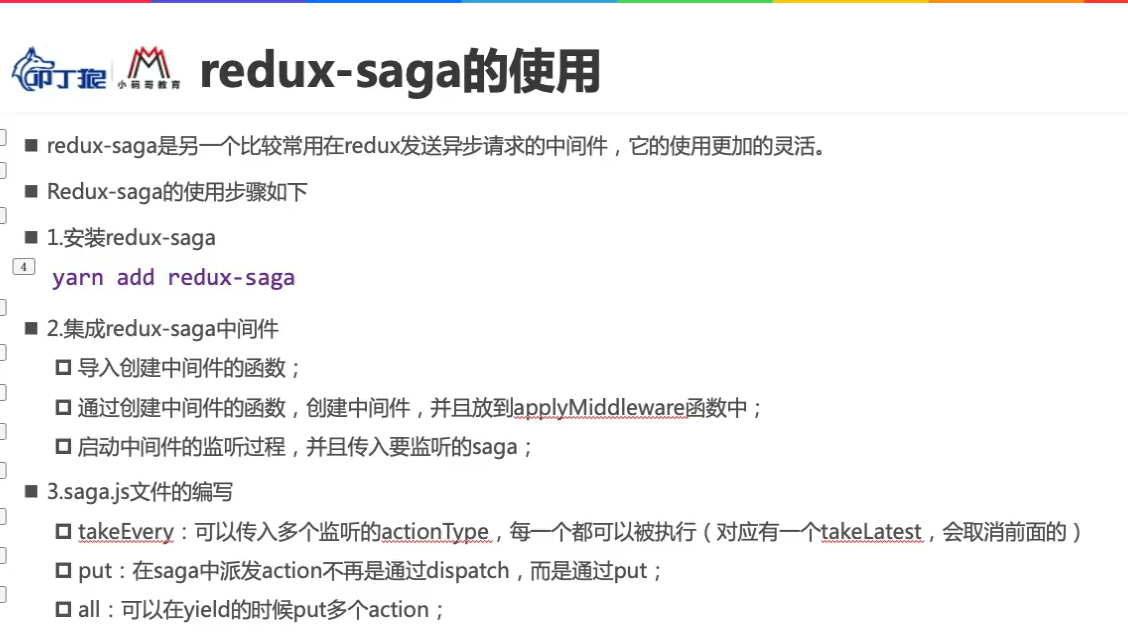 叩丁狼
小码哥教育
redux-saga的使用
redux-saga是另一个比较常用在redux发送异步请求的中间件，它的使用更加的灵活。
Redux-saga的使用步骤如下
1.安装redux-saga
4
yarn add redux-saga
2.集成redux-saga中间件
导入创建中间件的函数；
通过创建中间件的函数，创建中间件，并且放到applyMiddleware函数中；
启动中间件的监听过程，并且传入要监听的saga；
3.saga.js文件的编写
takeEvery：可以传入多个监听的actionType，每一个都可以被执行（对应有一个takeLatest，会取消前面的）
put：在saga中派发action不再是通过dispatch，而是通过put；
all：可以在yield的时候put多个action；